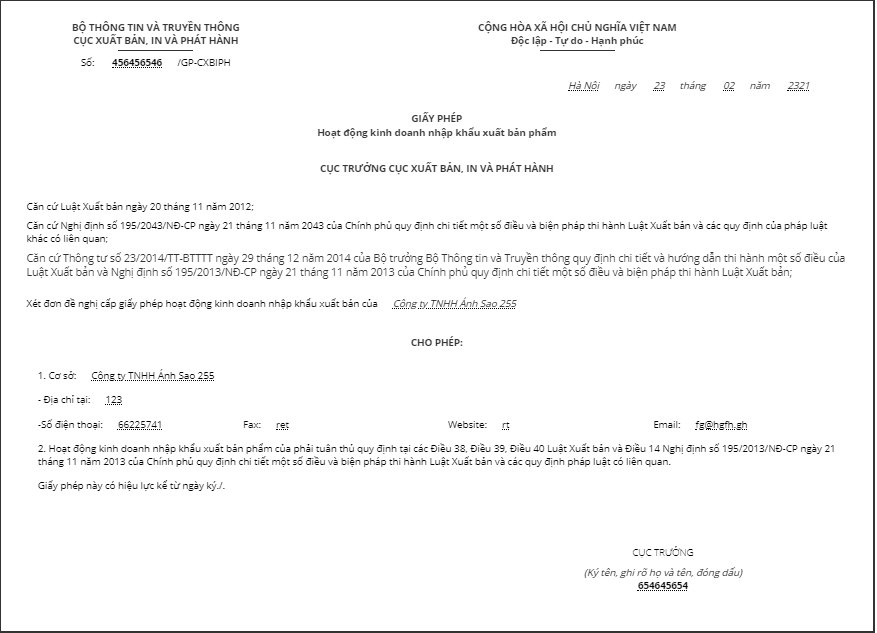 BỘ THÔNG TIN VÀ TRUYỀN THÔNG
CỤC XUẤT BẢN, IN VÀ PHÁT HÀNH
Số: 456456546 /GP-CXBIPH
CỘNG HÒA XÃ HỘI CHỦ NGHĨA VIỆT NAM
Độc lập - Tự do - Hạnh phúc
Hà Nội ngày 23 tháng 02 năm 2321
GIẤY PHÉP
Hoạt động kinh doanh nhập khẩu xuất bản phẩm
CỤC TRƯỞNG CỤC XUẤT BẢN, IN VÀ PHÁT HÀNH
Căn cứ Luật Xuất bản ngày 20 tháng 11 năm 2012;
Căn cứ Nghị định số 195/2043/NĐ-CP ngày 21 tháng 11 năm 2043 của Chính phủ quy định chi tiết một số điều và biện pháp thi hành Luật Xuất bản và các quy định của pháp luật
khác có liên quan;
Căn cứ Thông tư số 23/2014/TT-BTTTT ngày 29 tháng 12 năm 2014 của Bộ trưởng Bộ Thông tin và Truyền thông quy định chi tiết và hướng dẫn thi hành một số điều của
Luật Xuất bản và Nghị định số 195/2013/NĐ-CP ngày 21 tháng 11 năm 2013 của Chính phủ quy định chi tiết một số điều và biện pháp thi hành Luật Xuất bản;
Xét đơn đề nghị cấp giấy phép hoạt động kinh doanh nhập khẩu xuất bản của Công ty TNHH Ánh Sao 255
CHO PHÉP:
1. Cơ sở: Công ty TNHH Ánh Sao 255
- Địa chỉ tại: 123
-Số điện thoại: 66225741 Fax: ret Website: rt Email: fg@hgfh.gh
2. Hoạt động kinh doanh nhập khẩu xuất bản phẩm của phải tuân thủ quy định tại các Điều 38, Điều 39, Điều 40 Luật Xuất bản và Điều 14 Nghị định số 195/2013/NĐ-CP ngày 21
tháng 11 năm 2013 của Chính phủ quy định chi tiết một số điều và biện pháp thi hành Luật Xuất bản và các quy định pháp luật có liên quan.
Giấy phép này có hiệu lực kể từ ngày ký./.
CỤC TRƯỞNG
(Ký tên, ghi rõ họ và tên, đóng dấu)
654645654